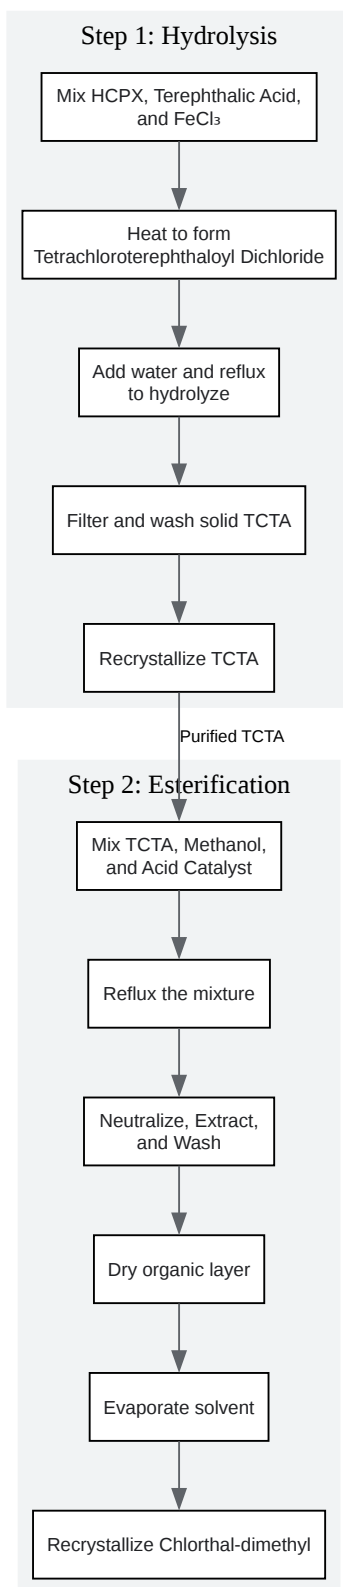 Step 1: Hydrolysis
Mix HCPX, Terephthalic Acid,
and FeCl₃
Heat to form
Tetrachloroterephthaloyl Dichloride
Add water and reflux
to hydrolyze
Filter and wash solid TCTA
Recrystallize TCTA
Purified TCTA
Step 2: Esterification
Mix TCTA, Methanol,
and Acid Catalyst
Reflux the mixture
Neutralize, Extract,
and Wash
Dry organic layer
Evaporate solvent
Recrystallize Chlorthal-dimethyl